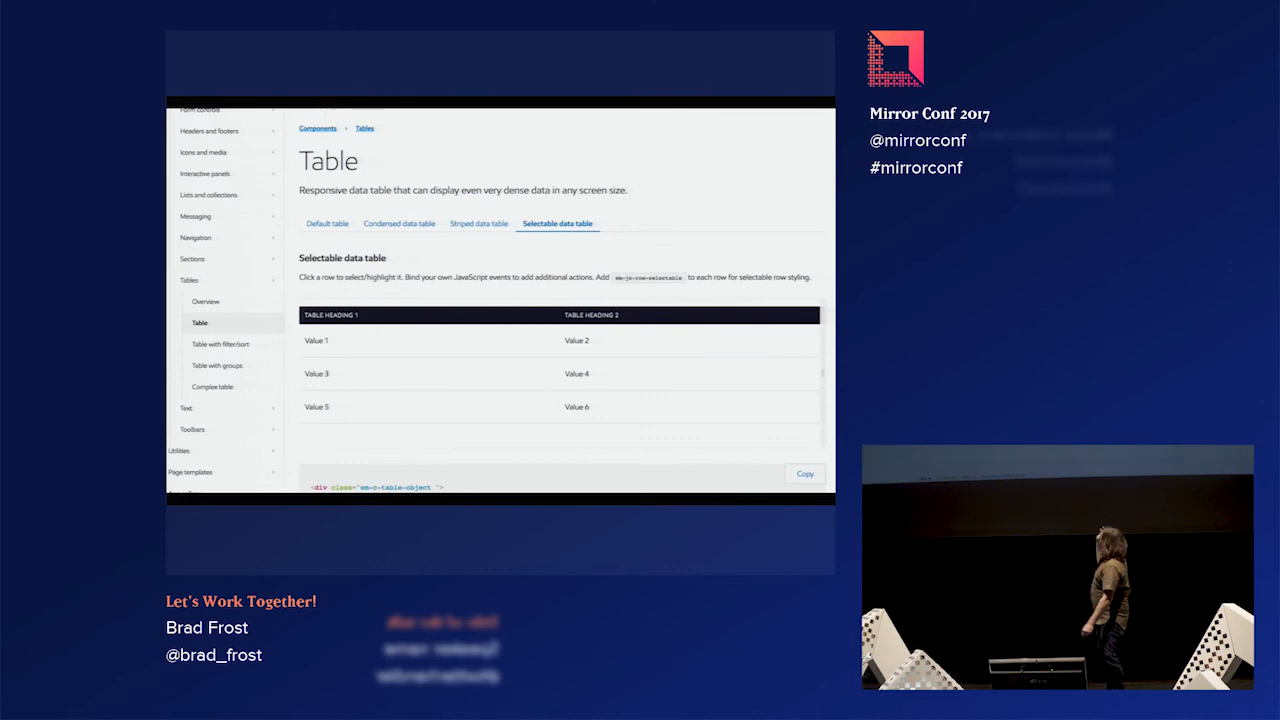 Form controls
Headers and footers
Icons and media
Interactive panels
Lists and collections
Messaging
Navigation
Sections
Tables
Overview
Table
Table with filter/sort
Table with groups
Complex table
Text
Toolbars
Utilities
Page templates
Components > Tables
Table
Responsive data table that can display even very dense data in any screen size.
Default table Condensed data table Striped data table Selectable data table
Selectable data table
Click a row to select/highlight it. Bind your own JavaScript events to add additional actions. Add em-js-row-selectable to each row for selectable row styling.
TABLE HEADING 1 TABLE HEADING 2
Value 1 Value 2
Value 3 Value 4
Value 5 Value 6
Copy
<div class="em-c-table-object ">
Mirror Conf 2017
@mirrorconf
#mirrorconf
Let's Work Together!
Brad Frost
@brad_frost